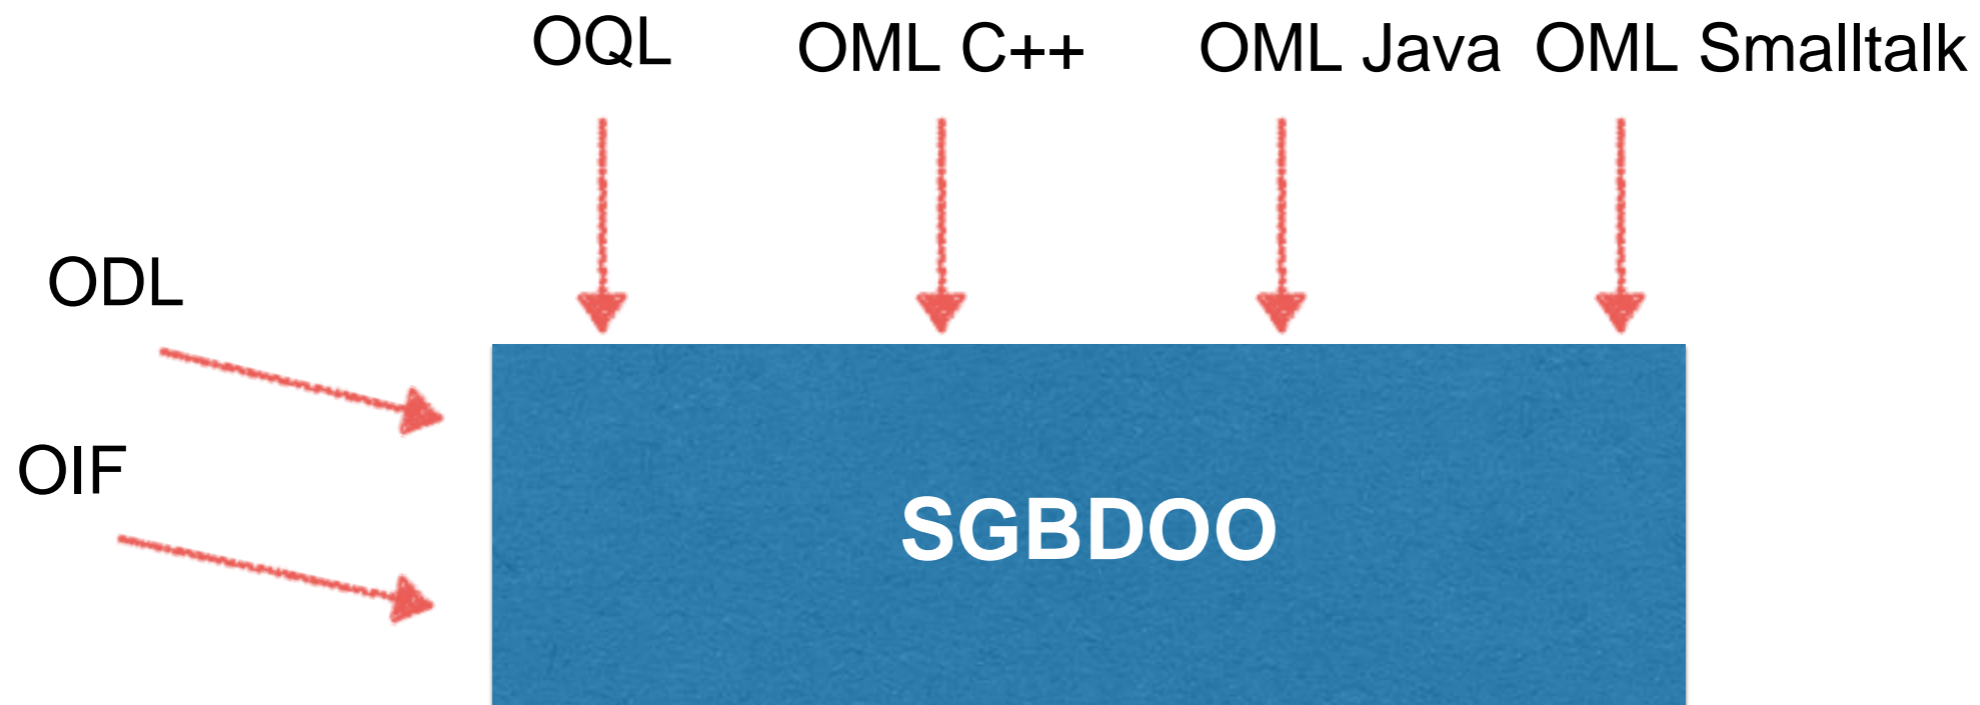 OQL
OML C++
OML Java
OML Smalltalk
ODL
OIF
SGBDOO